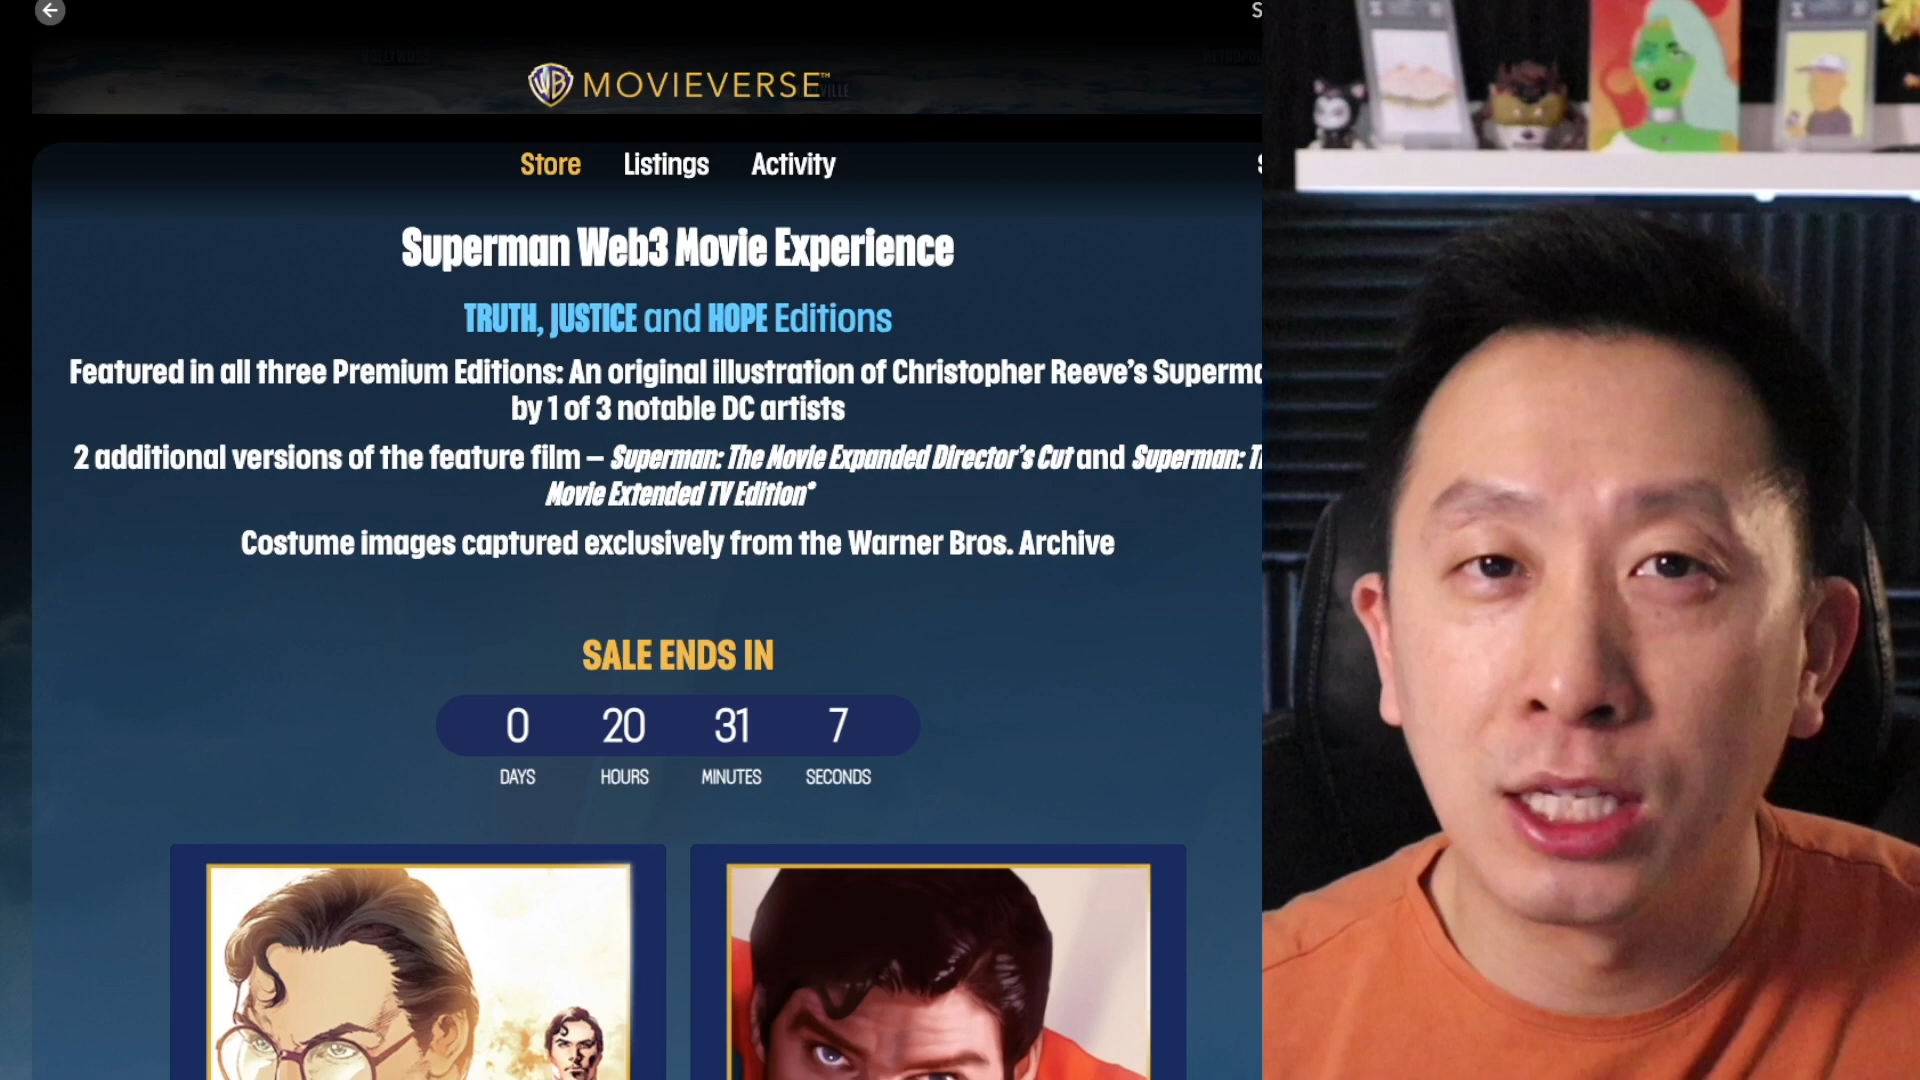 WB MOVIEVERSE™
Store Listings Activity
Superman Web3 Movie Experience
TRUTH, JUSTICE and HOPE Editions
Featured in all three Premium Editions: An original illustration of Christopher Reeve's Superma
by 1 of 3 notable DC artists
2 additional versions of the feature film – Superman: The Movie Expanded Director's Cut and Superman: T
Movie Extended TV Edition*
Costume images captured exclusively from the Warner Bros. Archive
SALE ENDS IN
0 20 31 7
DAYS HOURS MINUTES SECONDS